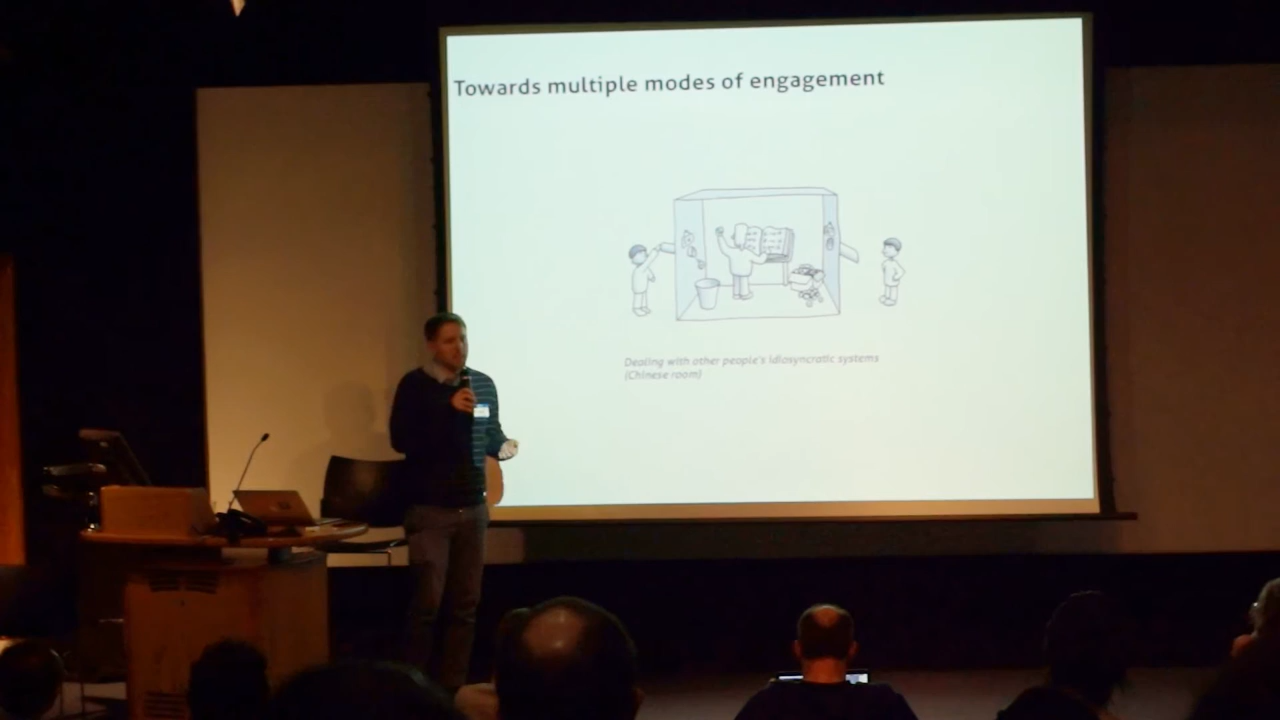 Towards multiple modes of engagement
Dealing with other people's idiosyncratic systems
(Chinese room)